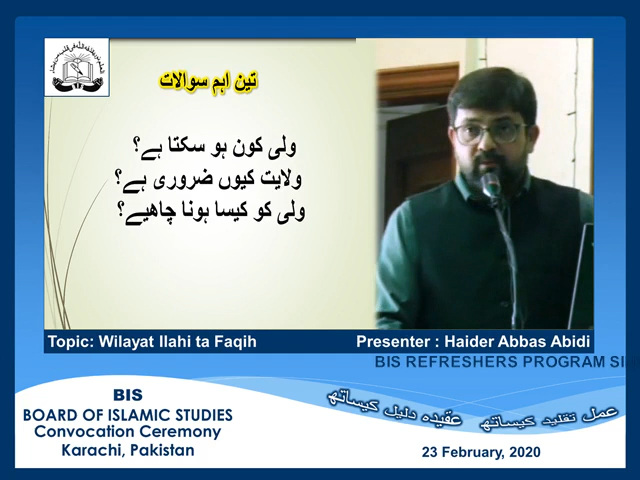 تین اہم سوالات
ولی کون ہو سکتا ہے؟
ولایت کیوں ضروری ہے؟
ولی کو کیسا ہونا چاھیے؟
Topic: Wilayat Ilahi ta Faqih
Presenter : Haider Abbas Abidi
BIS REFRESHERS PROGRAM SI
BIS
BOARD OF ISLAMIC STUDIES
Convocation Ceremony
Karachi, Pakistan
عمل تقلید کیساتھ عقیدہ دلیل کیساتھ
23 February, 2020